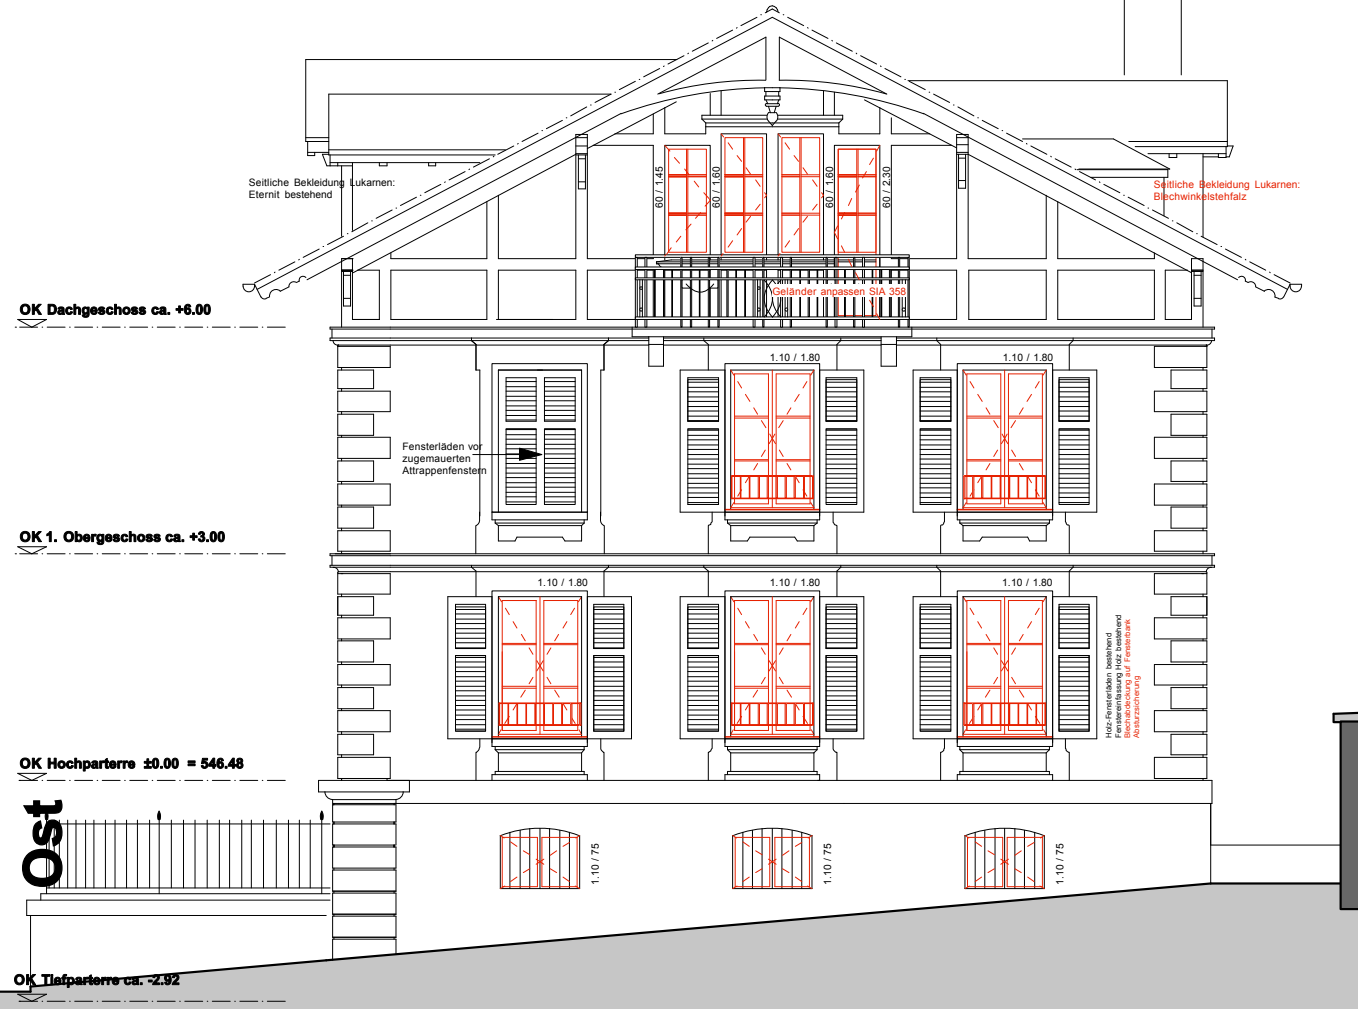 Seitliche Bekleidung Lukarnen:
Eternit bestehend
60 / 1.45
60 / 1.60
60 / 1.60
60 / 2.30
Seitliche Bekleidung Lukarnen:
Blechwinkelstehfalz
Geländer anpassen SIA 358
OK Dachgeschoss ca. +6.00
1.10 / 1.80
1.10 / 1.80
Fensterläden vor
zugemauerten
Attrappenfenstern
OK 1. Obergeschoss ca. +3.00
1.10 / 1.80
1.10 / 1.80
1.10 / 1.80
Holz-Fensterläden bestehend
Fenstereinfassung Holz bestehend
Blechabdeckung auf Fensterbank
Absturzsicherung
OK Hochparterre ±0.00 = 546.48
Ost
1.10 / 75
1.10 / 75
1.10 / 75
OK Tiefparterre ca. -2.92